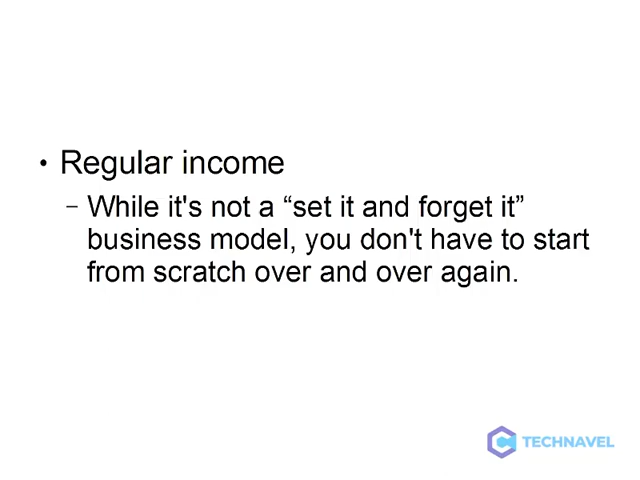 • Regular income
– While it's not a “set it and forget it”
business model, you don't have to start
from scratch over and over again.
TECHNAVEL